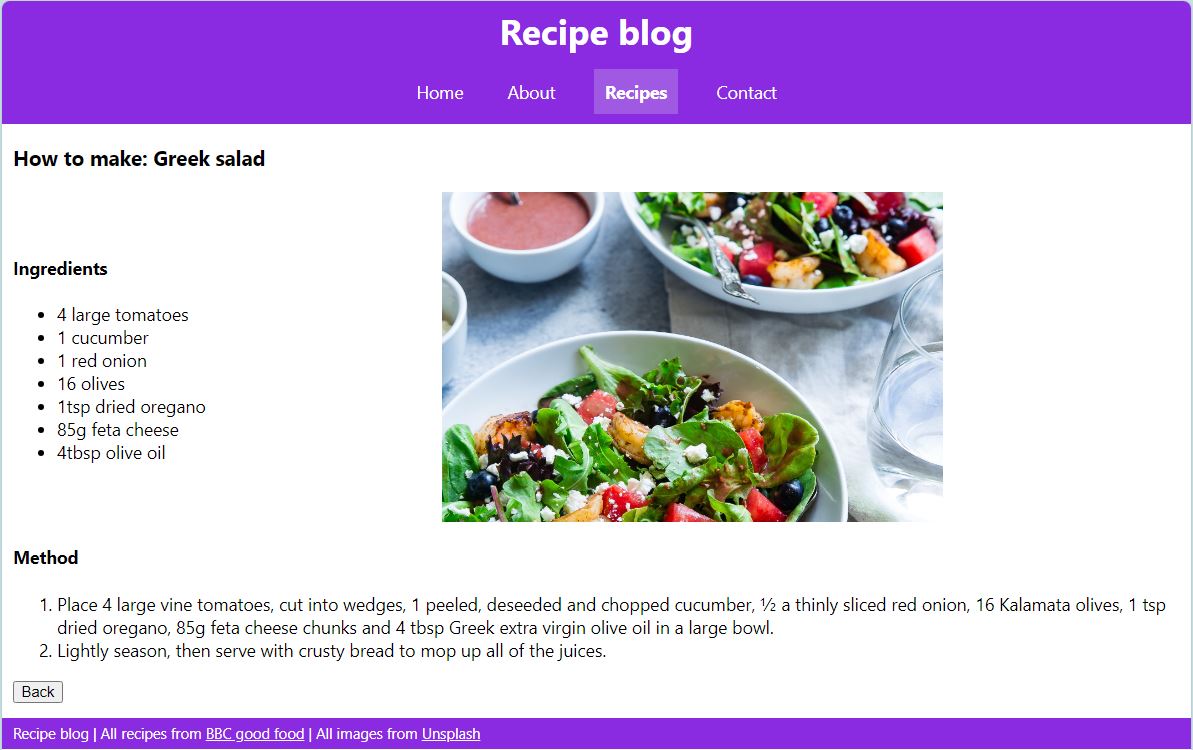 Recipe blog
Home About Recipes Contact
How to make: Greek salad
Ingredients
4 large tomatoes
1 cucumber
1 red onion
16 olives
1tsp dried oregano
85g feta cheese
4tbsp olive oil
Method
1. Place 4 large vine tomatoes, cut into wedges, 1 peeled, deseeded and chopped cucumber, ½ a thinly sliced red onion, 16 Kalamata olives, 1 tsp
dried oregano, 85g feta cheese chunks and 4 tbsp Greek extra virgin olive oil in a large bowl.
2. Lightly season, then serve with crusty bread to mop up all of the juices.
Back
Recipe blog | All recipes from BBC good food | All images from Unsplash